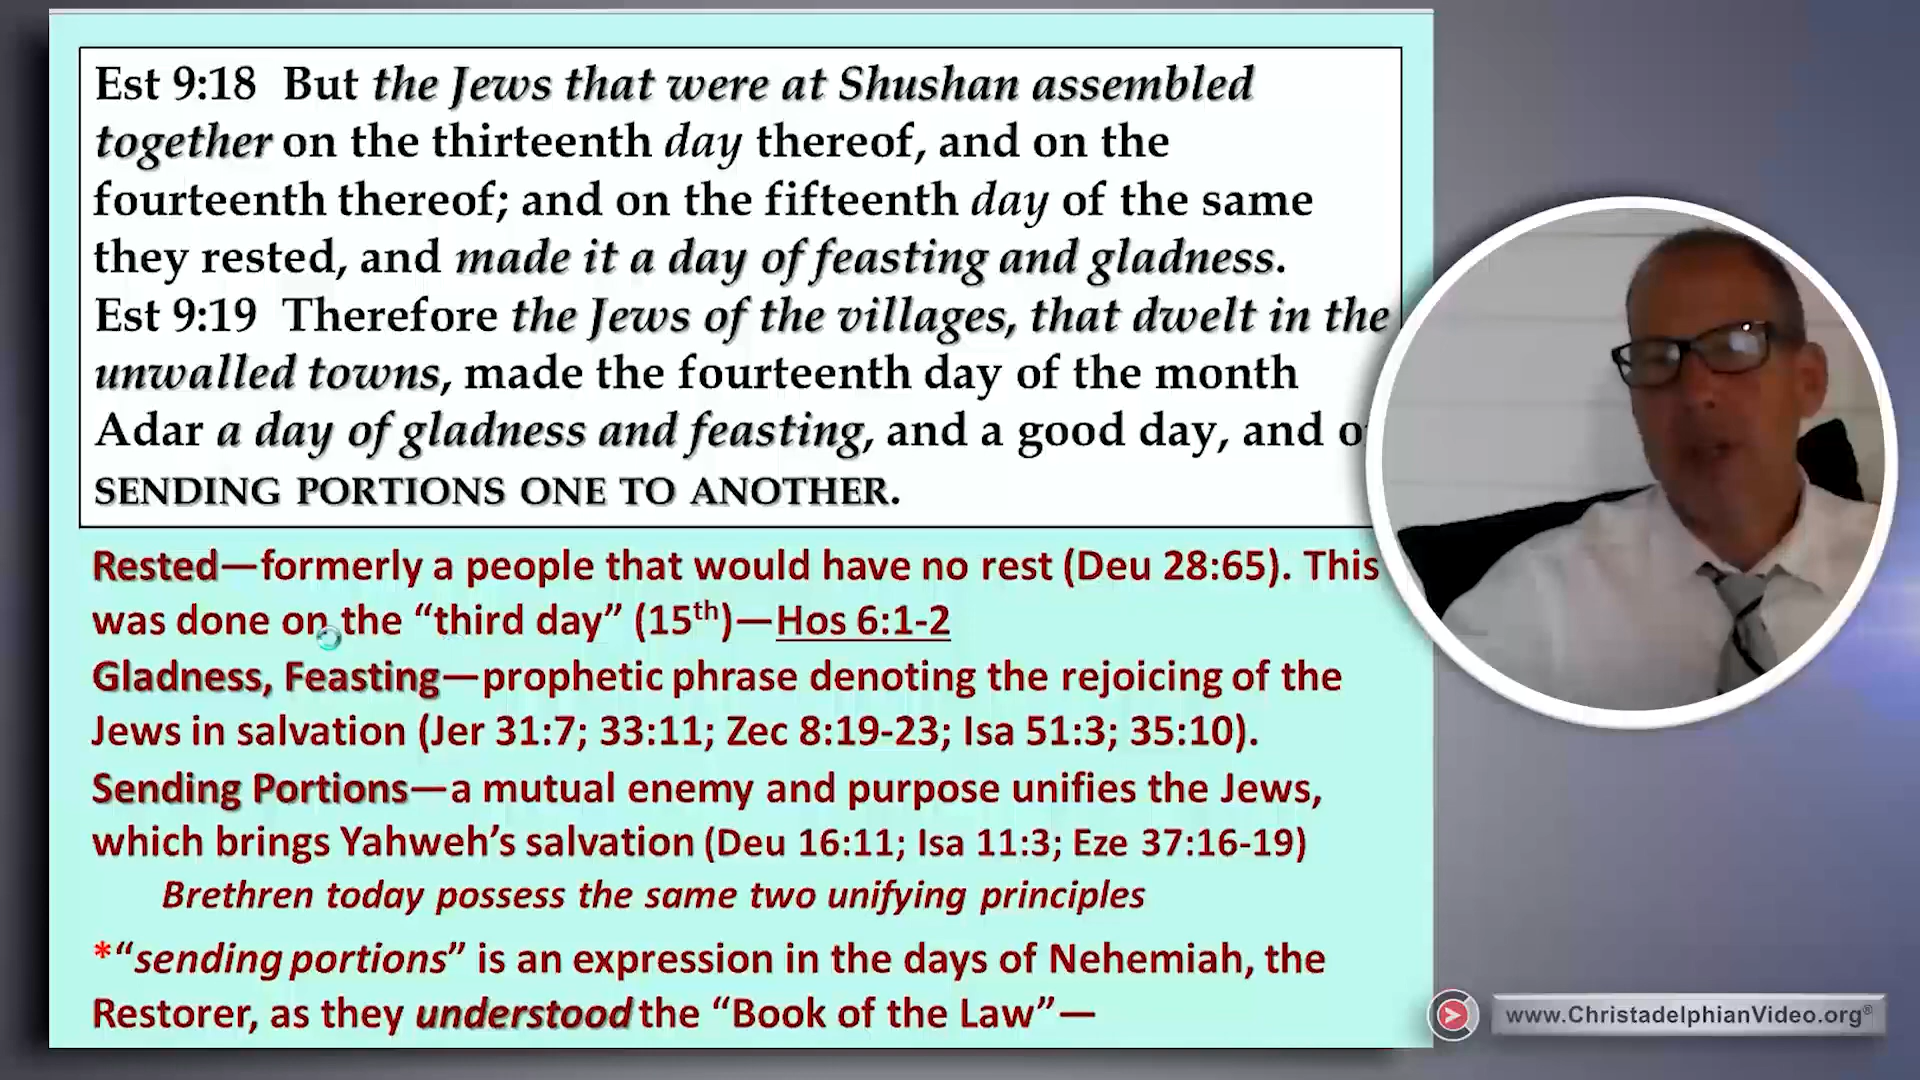 Est 9:18 But the Jews that were at Shushan assembled
together on the thirteenth day thereof, and on the
fourteenth thereof; and on the fifteenth day of the same
they rested, and made it a day of feasting and gladness.
Est 9:19 Therefore the Jews of the villages, that dwelt in the
unwalled towns, made the fourteenth day of the month
Adar a day of gladness and feasting, and a good day, and
SENDING PORTIONS ONE TO ANOTHER.
Rested—formerly a people that would have no rest (Deu 28:65). This
was done on the “third day” (15th)—Hos 6:1-2
Gladness, Feasting—prophetic phrase denoting the rejoicing of the
Jews in salvation (Jer 31:7; 33:11; Zec 8:19-23; Isa 51:3; 35:10).
Sending Portions—a mutual enemy and purpose unifies the Jews,
which brings Yahweh’s salvation (Deu 16:11; Isa 11:3; Eze 37:16-19)
Brethren today possess the same two unifying principles
*“sending portions” is an expression in the days of Nehemiah, the
Restorer, as they understood the “Book of the Law”—
www.ChristadelphianVideo.org®